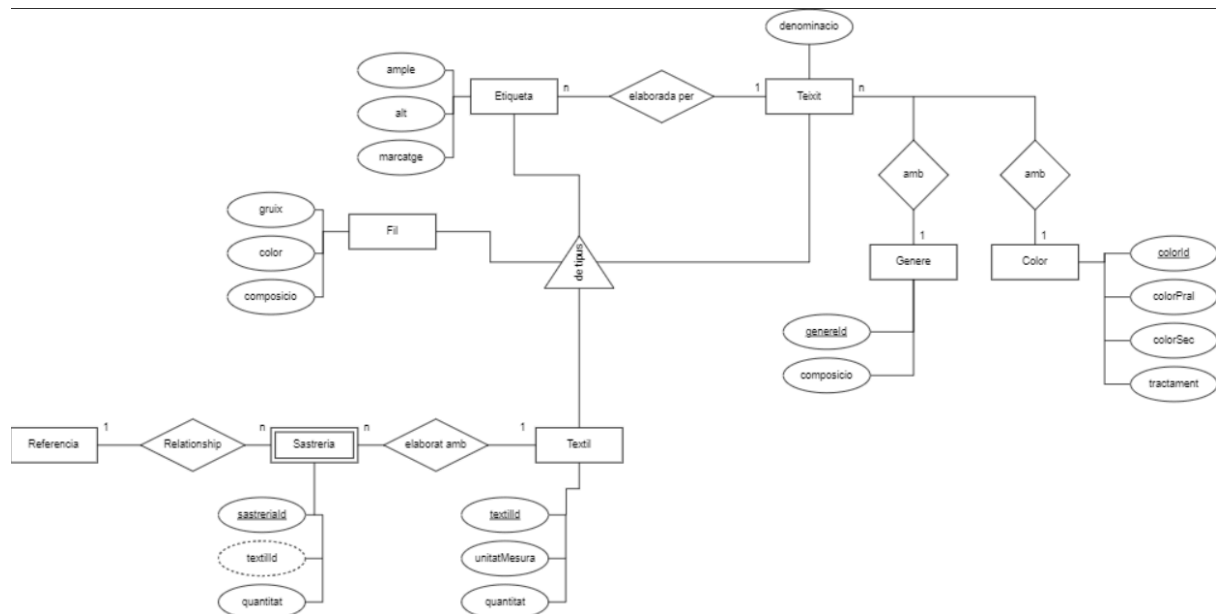 denominacio
ample
Etiqueta
n
elaborada per
1
Teixit
n
alt
marcatge
amb
amb
gruix
Fil
color
composicio
de tipus
1
1
Genere
Color
colorId
colorPral
colorSec
tractament
genereId
composicio
Referencia
1
Relationship
n
Sastreria
n
elaborat amb
1
Textil
sastreriaId
textilId
quantitat
textilId
unitatMesura
quantitat